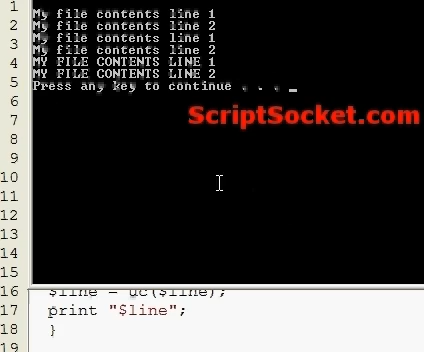 1
2
3
4
5
6
7
8
9
10
11
12
13
14
15
16
17
18
19
My file contents line 1
My file contents line 2
My file contents line 1
My file contents line 2
MY FILE CONTENTS LINE 1
MY FILE CONTENTS LINE 2
Press any key to continue . . . _
ScriptSocket.com
$line = uc($line);
print "$line";
}